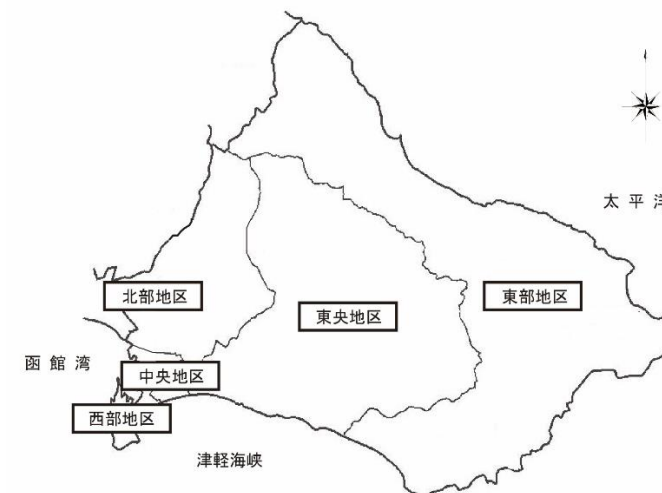 太平洋
北部地区
東央地区
東部地区
函館湾
中央地区
西部地区
津軽海峡